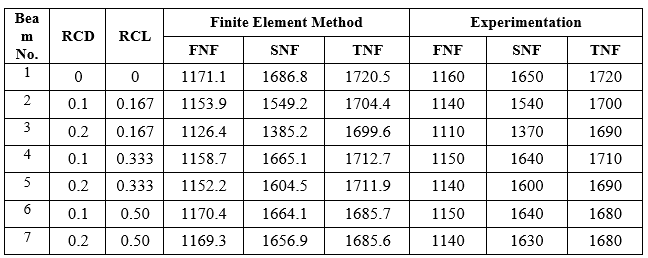 Bea
m
No. RCD RCL Finite Element Method Experimentation
FNF SNF TNF FNF SNF TNF
1 0 0 1171.1 1686.8 1720.5 1160 1650 1720
2 0.1 0.167 1153.9 1549.2 1704.4 1140 1540 1700
3 0.2 0.167 1126.4 1385.2 1699.6 1110 1370 1690
4 0.1 0.333 1158.7 1665.1 1712.7 1150 1640 1710
5 0.2 0.333 1152.2 1604.5 1711.9 1140 1600 1690
6 0.1 0.50 1170.4 1664.1 1685.7 1150 1640 1680
7 0.2 0.50 1169.3 1656.9 1685.6 1140 1630 1680